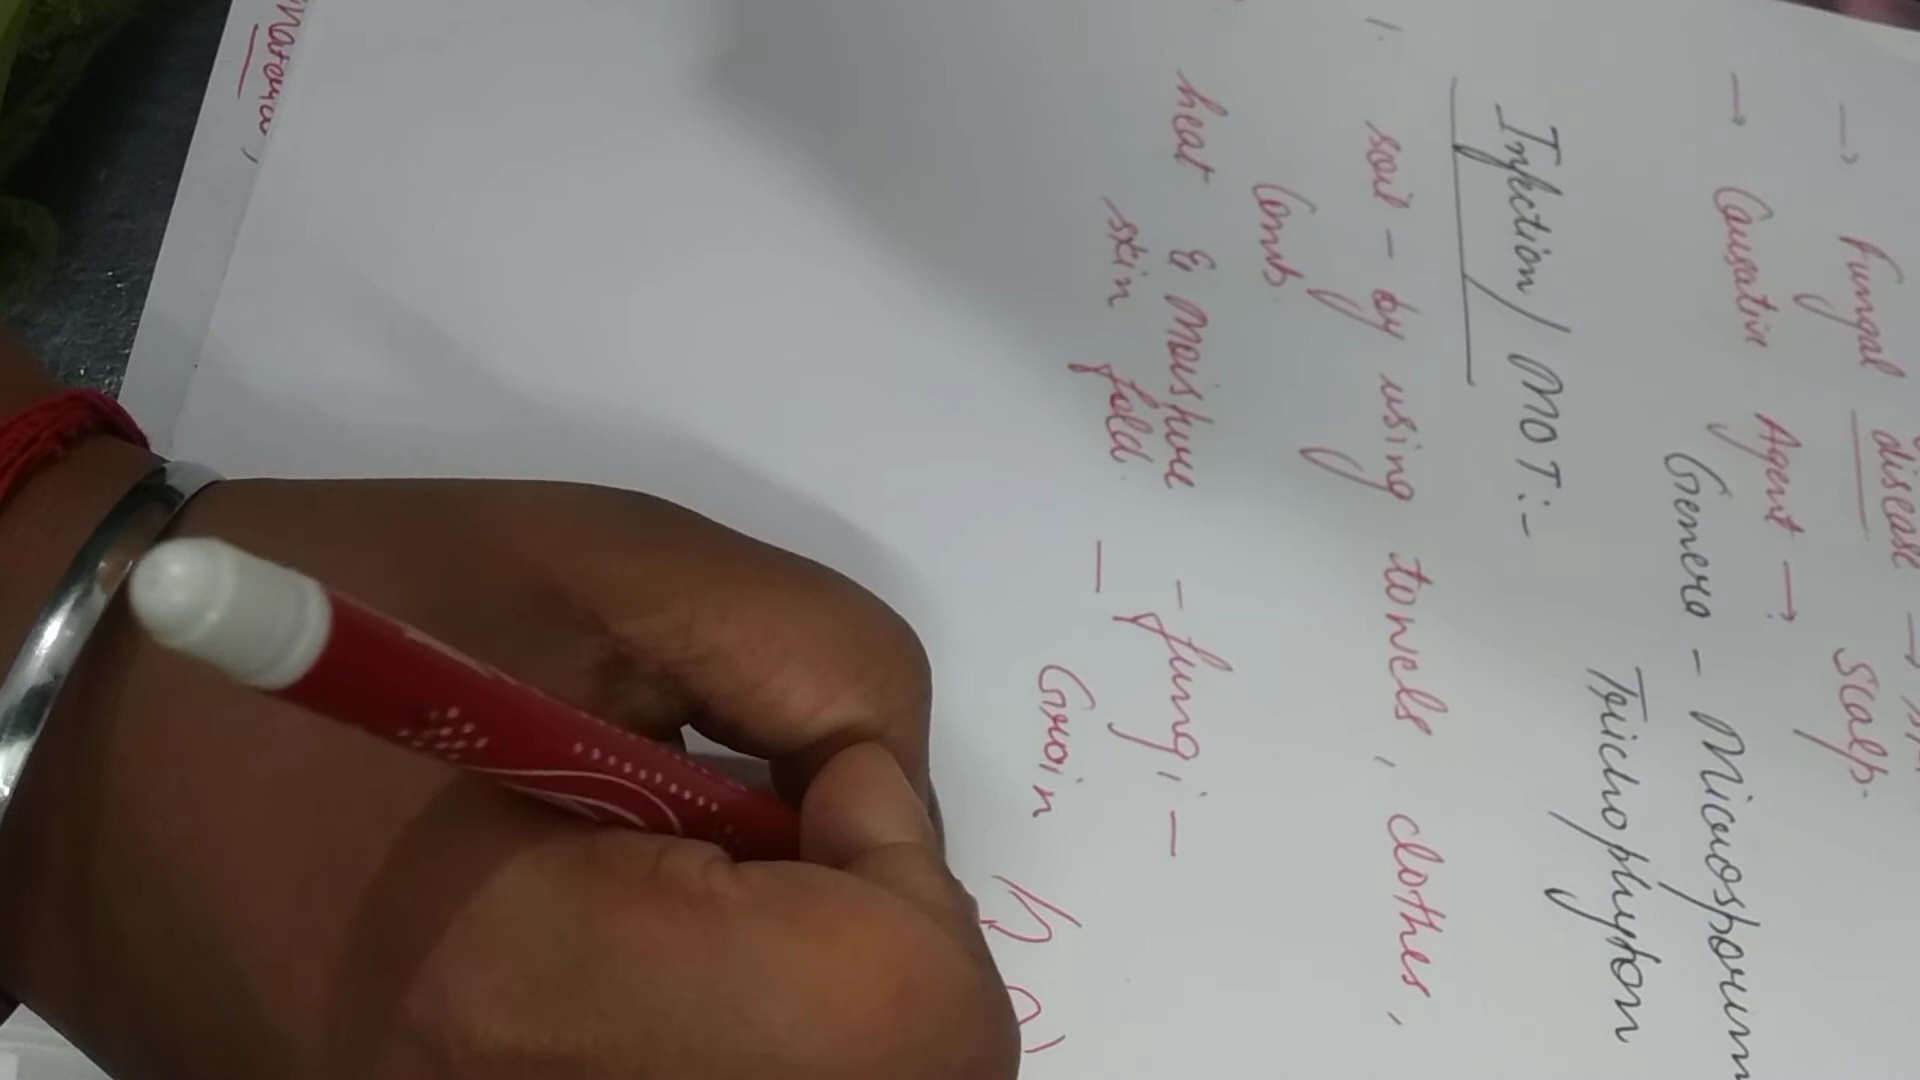 → Fungal disease →
scalp.
→ Causative Agent →
Genera - Microsporum
Trichophyton
Infection / MOT:-
1. soil - by using towels, clothes,
Comb.
heat & moisture - fungi -
skin fold. -
Groin